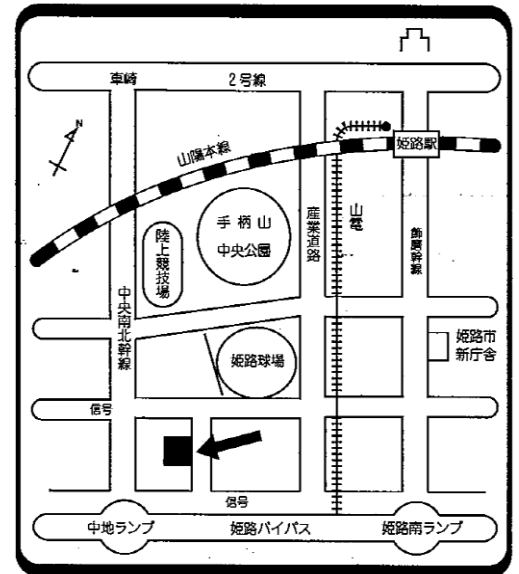 車崎
2号線
N
山陽本線
姫路駅
手柄山
中央公園
陸上競技場
産業道路
山電
飾磨幹線
中央南北幹線
姫路球場
姫路市
新庁舎
信号
信号
中地ランプ
姫路バイパス
姫路南ランプ